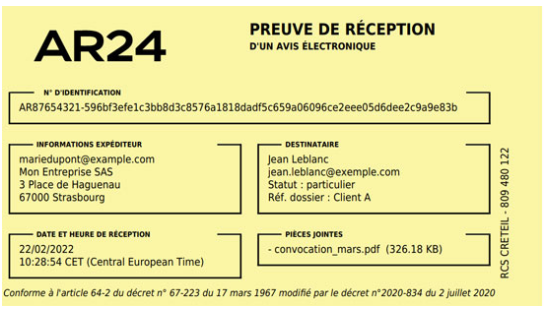 AR24
PREUVE DE RÉCEPTION
D'UN AVIS ÉLECTRONIQUE
N° D'IDENTIFICATION
AR87654321-596bf3efe1c3bb8d3c8576a1818dadf5c659a06096ce2eee05d6dee2c9a9e83b
INFORMATIONS EXPÉDITEUR
mariedupont@example.com
Mon Entreprise SAS
3 Place de Haguenau
67000 Strasbourg
DESTINATAIRE
Jean Leblanc
jean.leblanc@exemple.com
Statut : particulier
Réf. dossier : Client A
DATE ET HEURE DE RÉCEPTION
22/02/2022
10:28:54 CET (Central European Time)
PIÈCES JOINTES
- convocation_mars.pdf (326.18 KB)
RCS CRETEIL - 809 480 122
Conforme à l'article 64-2 du décret n° 67-223 du 17 mars 1967 modifié par le décret n°2020-834 du 2 juillet 2020